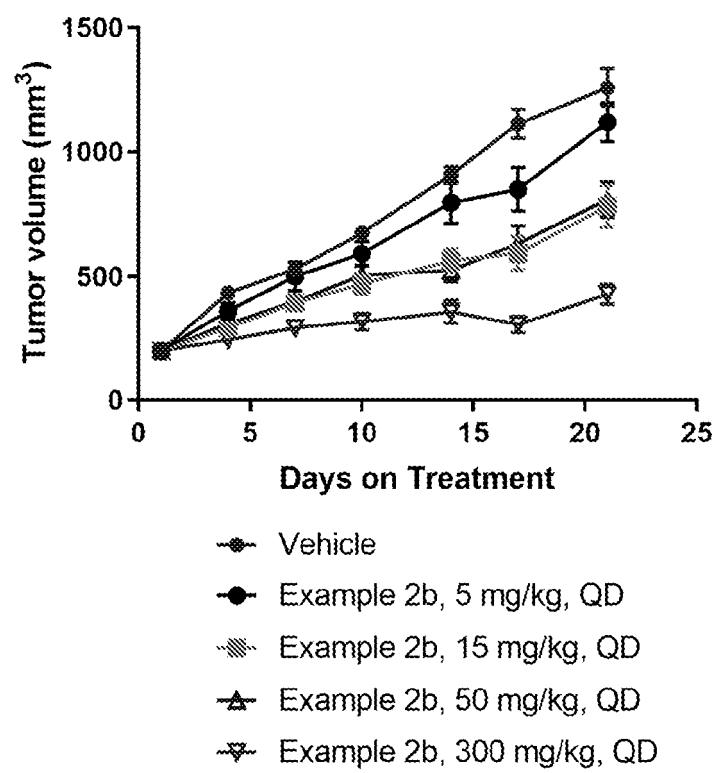 1500
1000
500
0
Tumor volume (mm³)
0 5 10 15 20 25
Days on Treatment
Vehicle
Example 2b, 5 mg/kg, QD
Example 2b, 15 mg/kg, QD
Example 2b, 50 mg/kg, QD
Example 2b, 300 mg/kg, QD